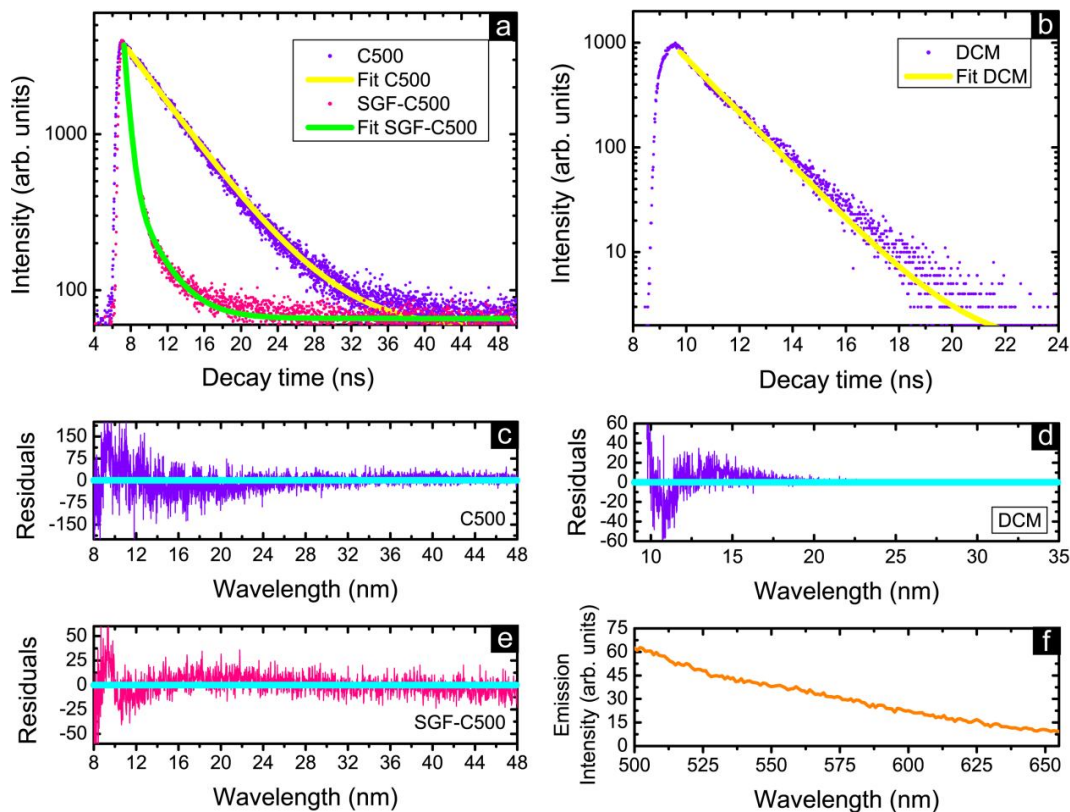 a
C500
Fit C500
SGF-C500
Fit SGF-C500
1000
100
Intensity (arb. units)
4 8 12 16 20 24 28 32 36 40 44 48
Decay time (ns)
b
DCM
Fit DCM
1000
100
10
Intensity (arb. units)
8 10 12 14 16 18 20 22 24
Decay time (ns)
c
150
75
0
-75
-150
Residuals
C500
8 12 16 20 24 28 32 36 40 44 48
Wavelength (nm)
d
60
40
20
0
-20
-40
-60
Residuals
DCM
10 15 20 25 30 35
Wavelength (nm)
e
50
25
0
-25
-50
Residuals
SGF-C500
8 12 16 20 24 28 32 36 40 44 48
Wavelength (nm)
f
75
60
45
30
15
0
Emission
Intensity (arb. units)
500 525 550 575 600 625 650
Wavelength (nm)